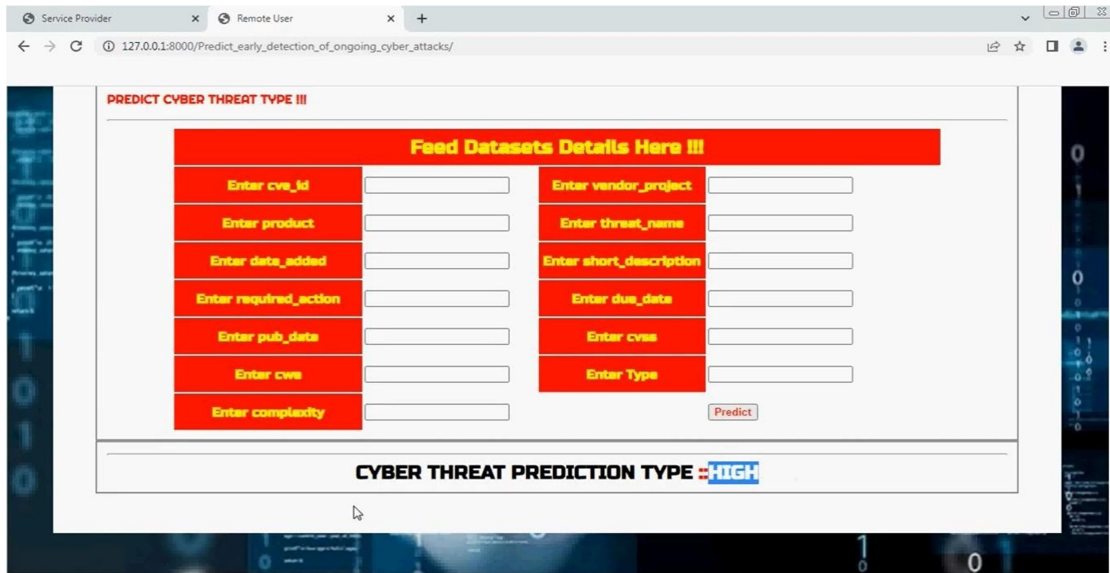 Service Provider
Remote User
127.0.0.1:8000/Predict_early_detection_of_ongoing_cyber_attacks/
PREDICT CYBER THREAT TYPE !!!
Feed Datasets Details Here !!!
Enter cve_id
Enter vendor_project
Enter product
Enter threat_name
Enter date_added
Enter short_description
Enter required_action
Enter due_date
Enter pub_date
Enter cvss
Enter cwe
Enter Type
Enter complexity
Predict
CYBER THREAT PREDICTION TYPE ::HIGH